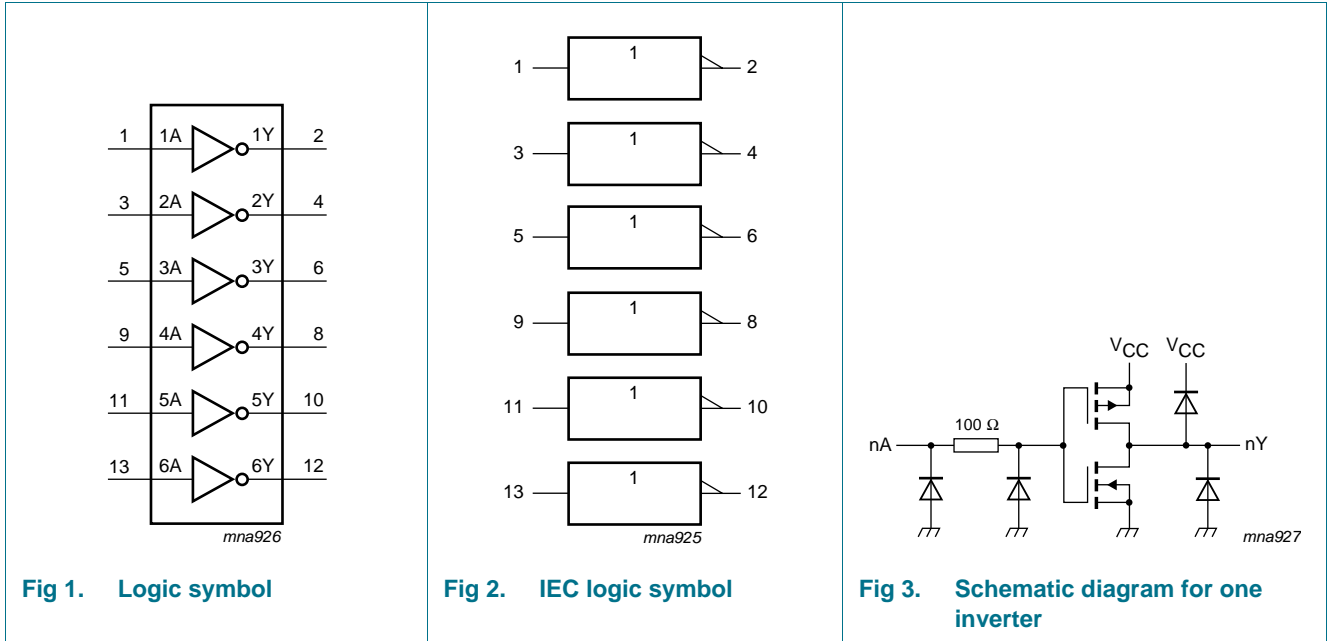 1 1A 1Y 2
3 2A 2Y 4
5 3A 3Y 6
9 4A 4Y 8
11 5A 5Y 10
13 6A 6Y 12
mna926
Fig 1. Logic symbol
1
1 2
1
3 4
1
5 6
1
9 8
1
11 10
1
13 12
mna925
Fig 2. IEC logic symbol
VCC VCC
100 Ω
nA nY
mna927
Fig 3. Schematic diagram for one
inverter